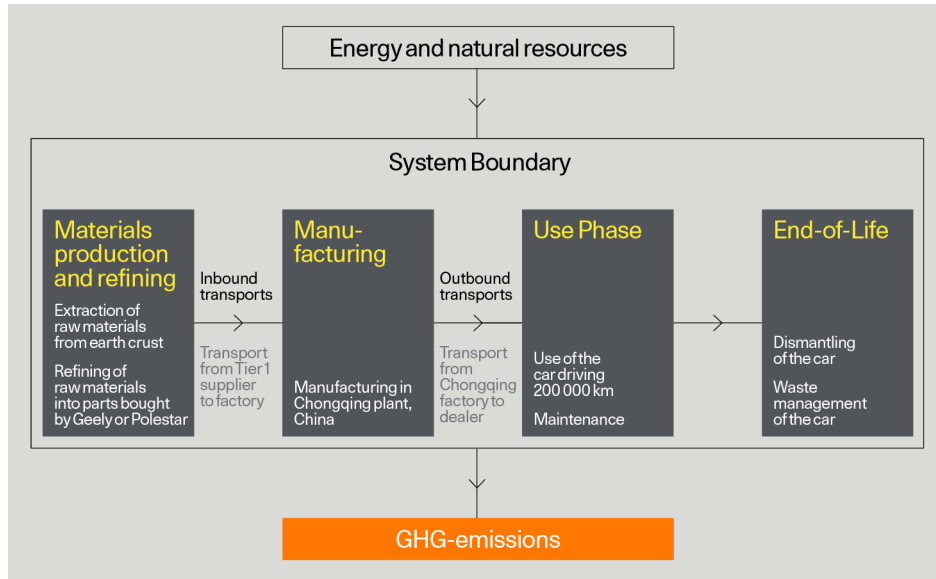 Energy and natural resources
System Boundary
Materials
production
and refining
Extraction of
raw materials
from earth crust
Refining of
raw materials
into parts bought
by Geely or Polestar
Inbound
transports
Transport
from Tier 1
supplier
to factory
Manu-
facturing
Manufacturing in
Chongqing plant,
China
Outbound
transports
Transport
from
Chongqing
factory to
dealer
Use Phase
Use of the
car driving
200 000 km
Maintenance
End-of-Life
Dismantling
of the car
Waste
management
of the car
GHG-emissions